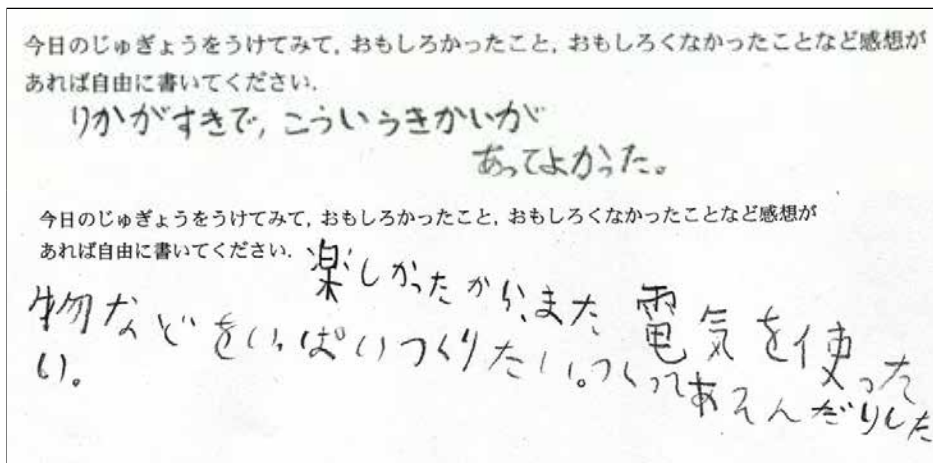 今日のじゅぎょうをうけてみて，おもしろかったこと，おもしろくなかったことなど感想が
あれば自由に書いてください．
りかがすきで，こういうきかいが
あってよかった。
今日のじゅぎょうをうけてみて，おもしろかったこと，おもしろくなかったことなど感想が
あれば自由に書いてください．
楽しかったから，また，電気を使った
物などをいっぱいつくりたい。つくってあそんだりした
い。